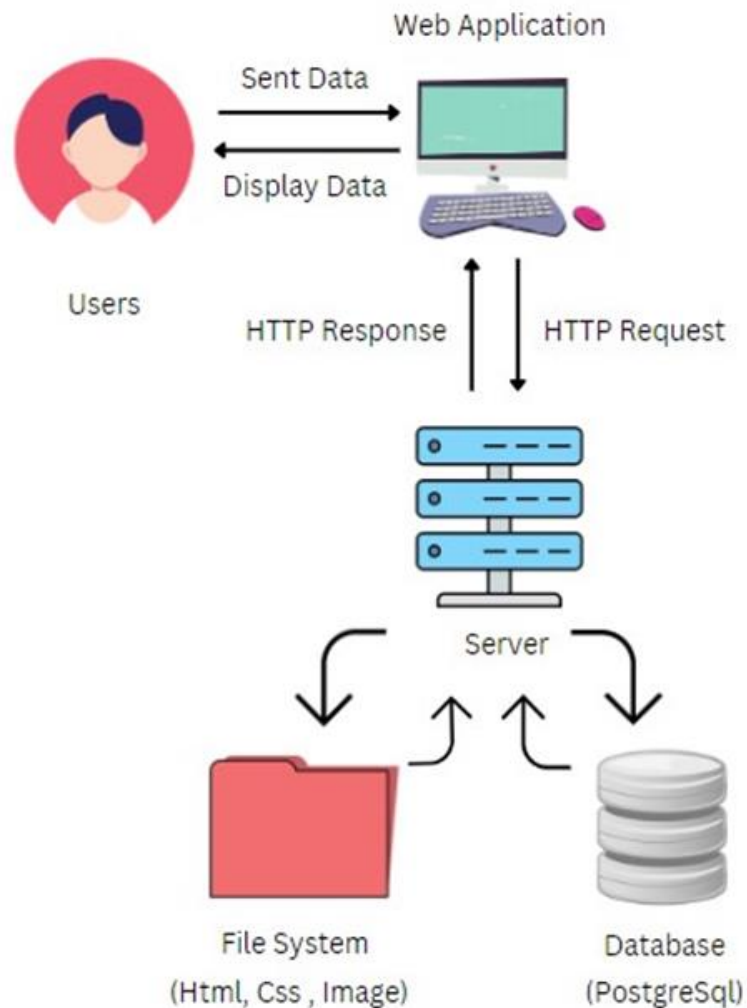 Web Application
Sent Data
Display Data
Users
HTTP Response
HTTP Request
Server
File System
(Html, Css , Image)
Database
(PostgreSql)